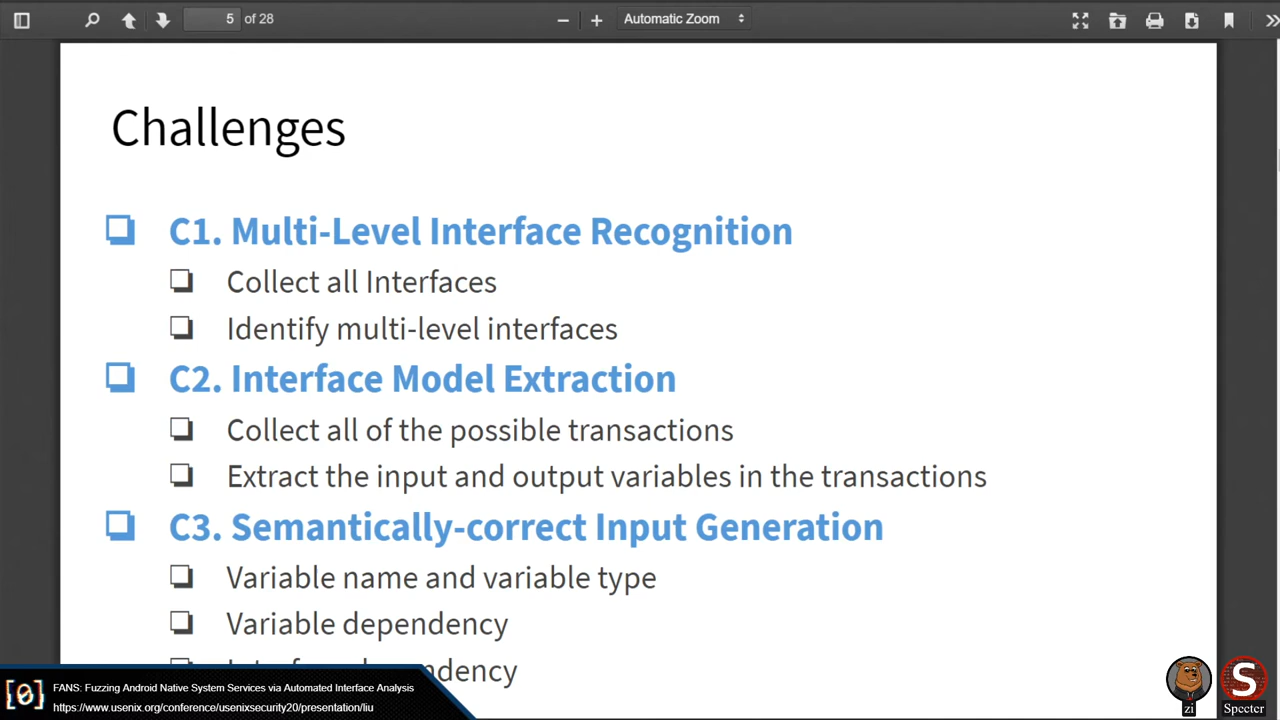 5 of 28
Automatic Zoom
Challenges
C1. Multi-Level Interface Recognition
Collect all Interfaces
Identify multi-level interfaces
C2. Interface Model Extraction
Collect all of the possible transactions
Extract the input and output variables in the transactions
C3. Semantically-correct Input Generation
Variable name and variable type
Variable dependency
[0]
FANS: Fuzzing Android Native System Services via Automated Interface Analysis
https://www.usenix.org/conference/usenixsecurity20/presentation/liu
zi
S
Specter